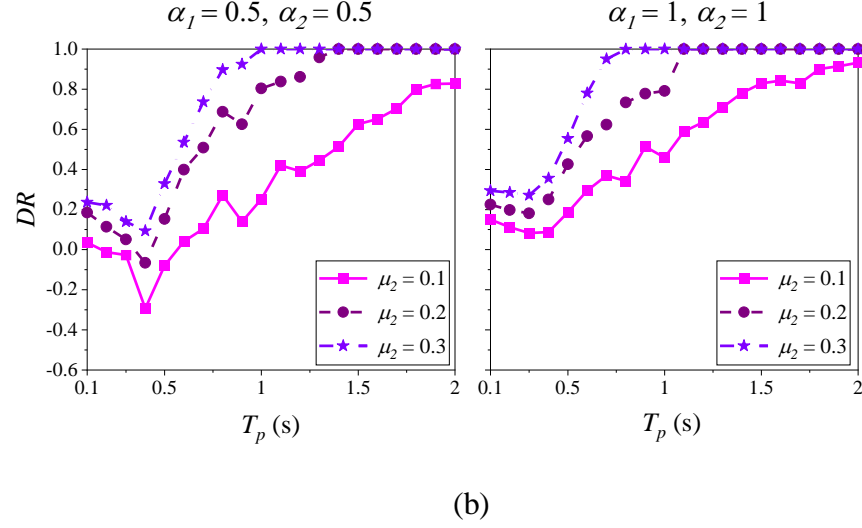 α₁ = 0.5, α₂ = 0.5
1.0
0.8
0.6
0.4
0.2
0.0
-0.2
-0.4
-0.6
DR
0.1
0.5
1
1.5
2
T_p (s)
μ₂ = 0.1
μ₂ = 0.2
μ₂ = 0.3
α₁ = 1, α₂ = 1
0.1
0.5
1
1.5
2
T_p (s)
μ₂ = 0.1
μ₂ = 0.2
μ₂ = 0.3
(b)